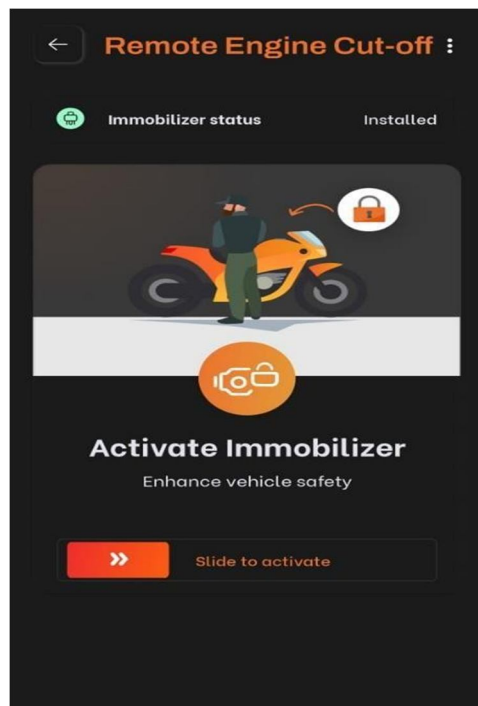 Remote Engine Cut-off
Immobilizer status Installed
Activate Immobilizer
Enhance vehicle safety
Slide to activate